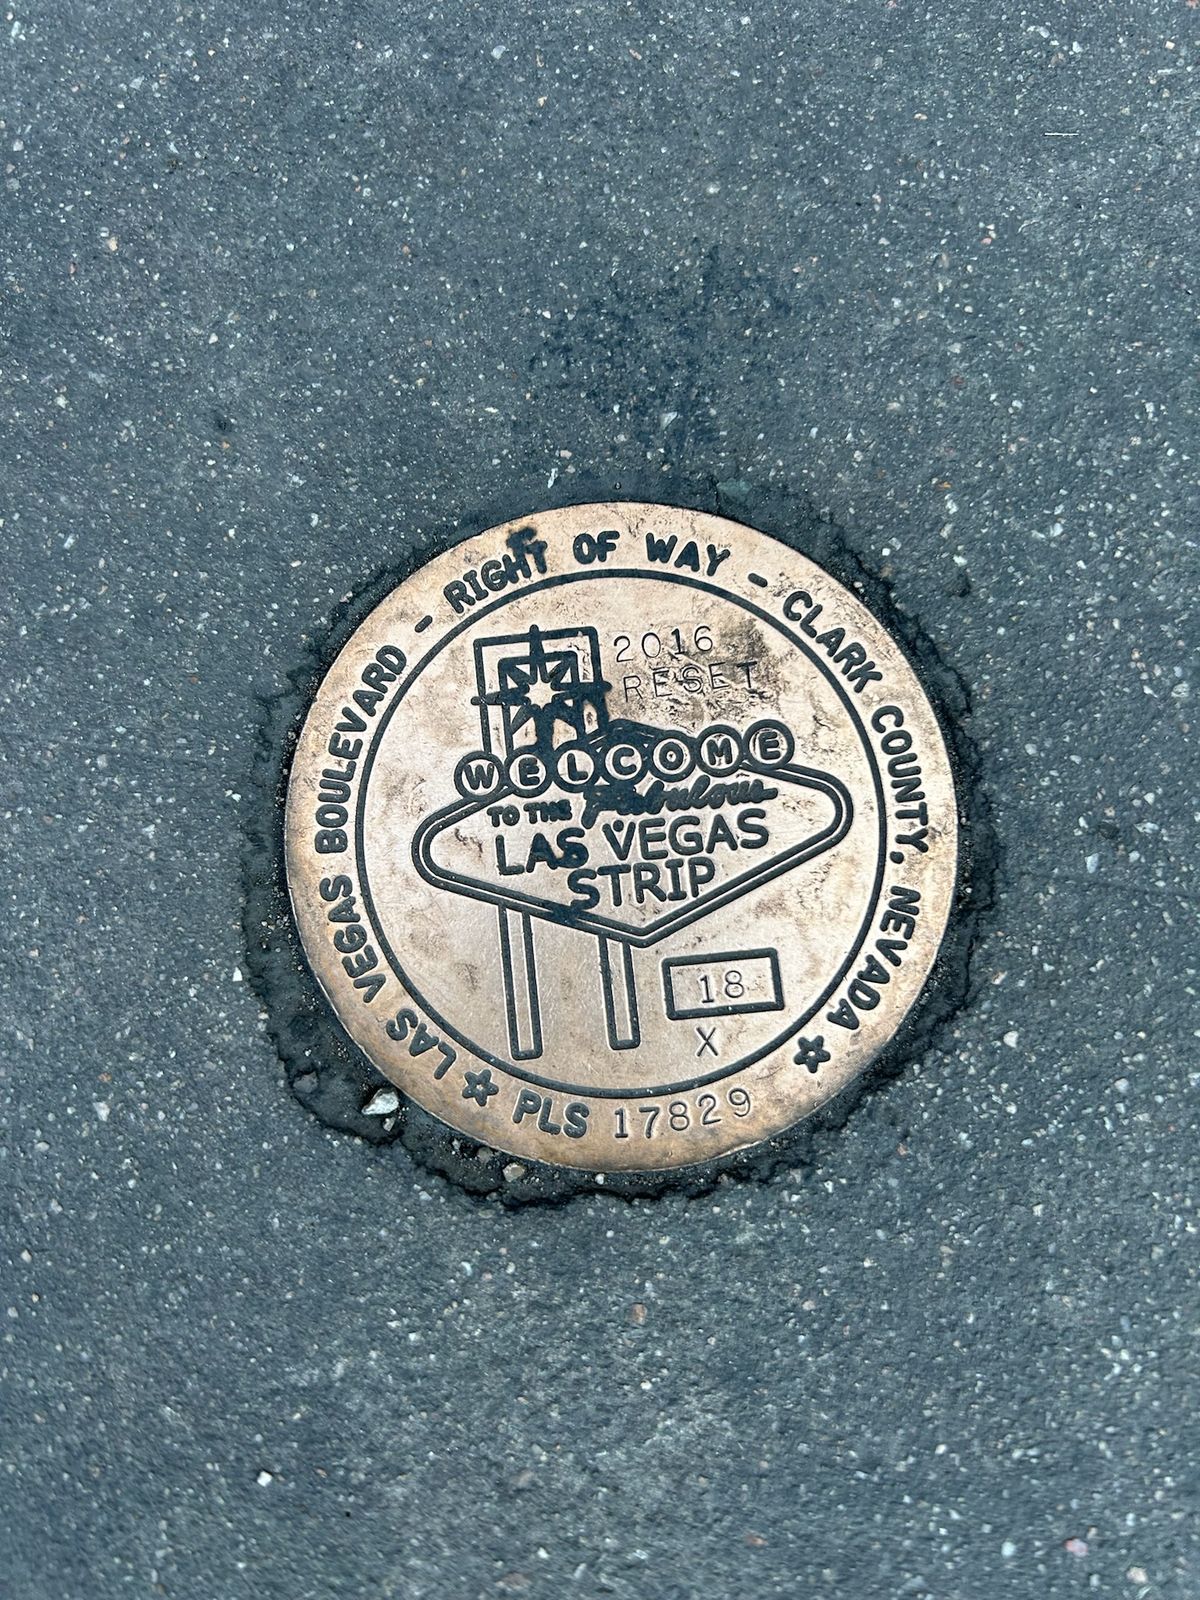 LAS VEGAS BOULEVARD - RIGHT OF WAY - CLARK COUNTY, NEVADA
2016
RESET
WELCOME
TO THE Fabulous
LAS VEGAS
STRIP
18
X
PLS 17829